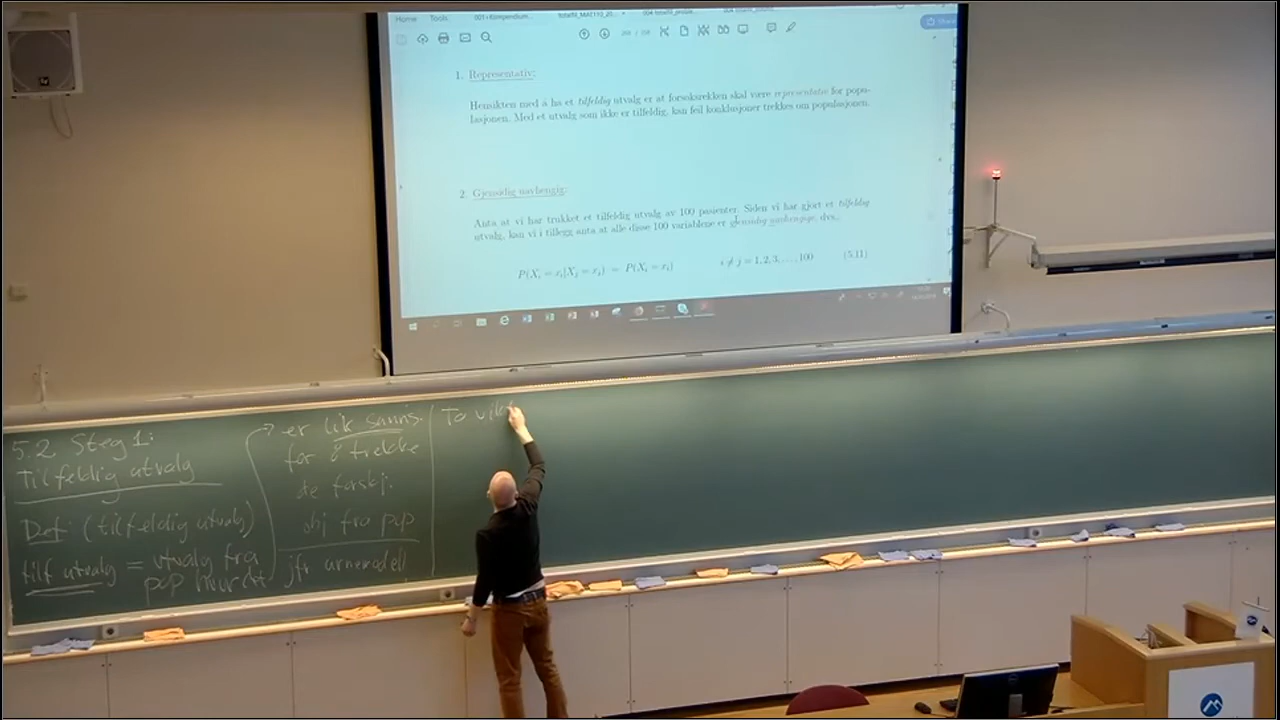 Home Tools
1. Representativ:
Hensikten med å ha et tilfeldig utvalg er at forsøksrekken skal være representativ for popu-
lasjonen. Med et utvalg som ikke er tilfeldig, kan feil konklusjoner trekkes om populasjonen.
2. Gjensidig uavhengig:
Anta at vi har trukket et tilfeldig utvalg av 100 pasienter. Siden vi har gjort et tilfeldig
utvalg, kan vi i tillegg anta at alle disse 100 variablene er gjensidig uavhengige, dvs.
P(Xᵢ = xᵢ|Xⱼ = xⱼ) = P(Xᵢ = xᵢ) i ≠ j = 1, 2, 3, ..., 100 (5.11)
5.2 Steg 1:
Tilfeldig utvalg
Def: (tilfeldig utvalg)
tilf utvalg = utvalg fra
pop hvor det
er lik sanns.
for å trekke
de forskj.
obj fra pop
jfr urnemodell
To